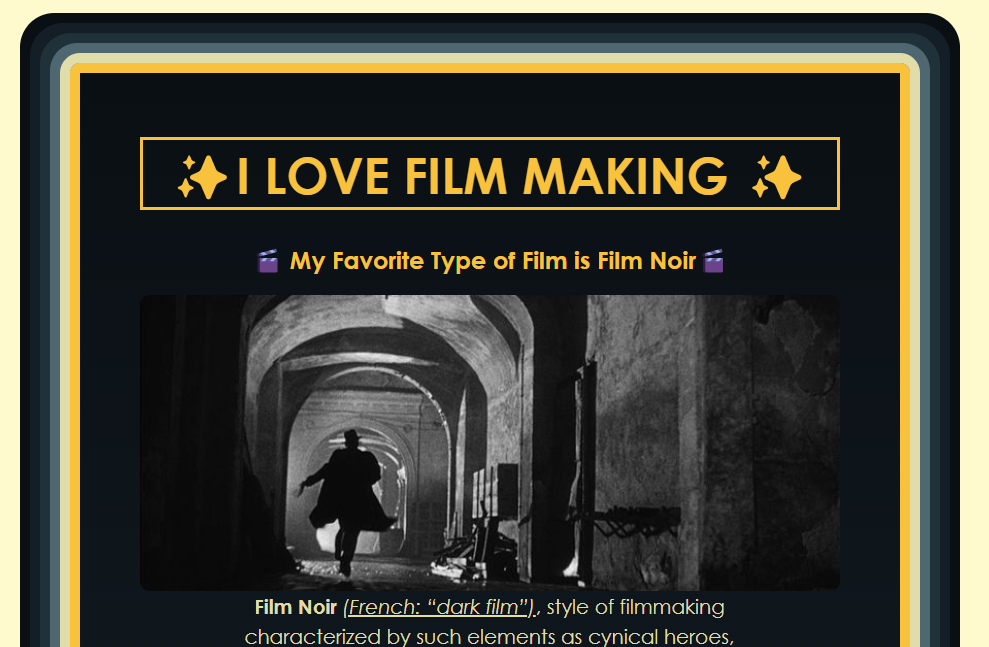 ✨I LOVE FILM MAKING ✨
🎬 My Favorite Type of Film is Film Noir 🎬
Film Noir (French: “dark film”), style of filmmaking
characterized by such elements as cynical heroes,